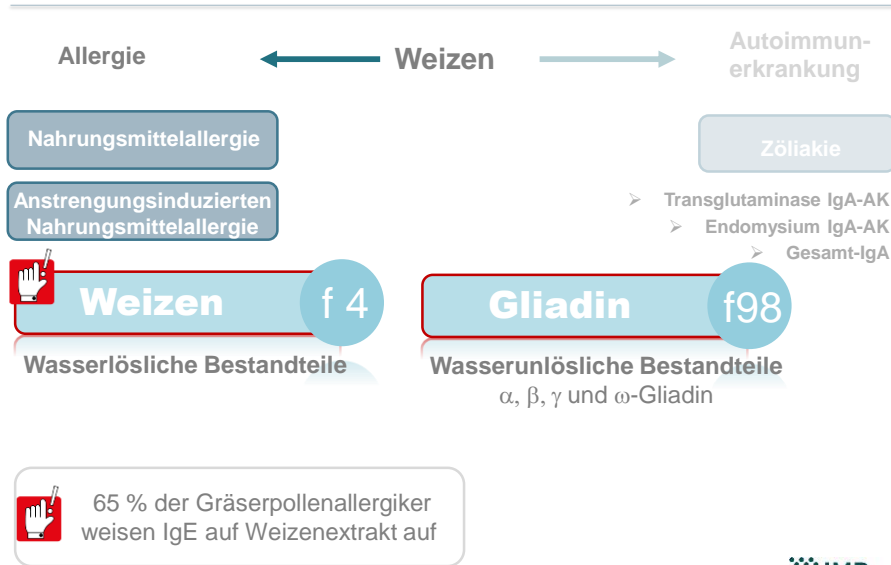 Allergie
Weizen
Autoimmun-
erkrankung
Nahrungsmittelallergie
Zöliakie
Anstrengungsinduzierten
Nahrungsmittelallergie
➢ Transglutaminase IgA-AK
➢ Endomysium IgA-AK
➢ Gesamt-IgA
Weizen f 4
Gliadin f98
Wasserlösliche Bestandteile
Wasserunlösliche Bestandteile
α, β, γ und ω-Gliadin
65 % der Gräserpollenallergiker
weisen IgE auf Weizenextrakt auf